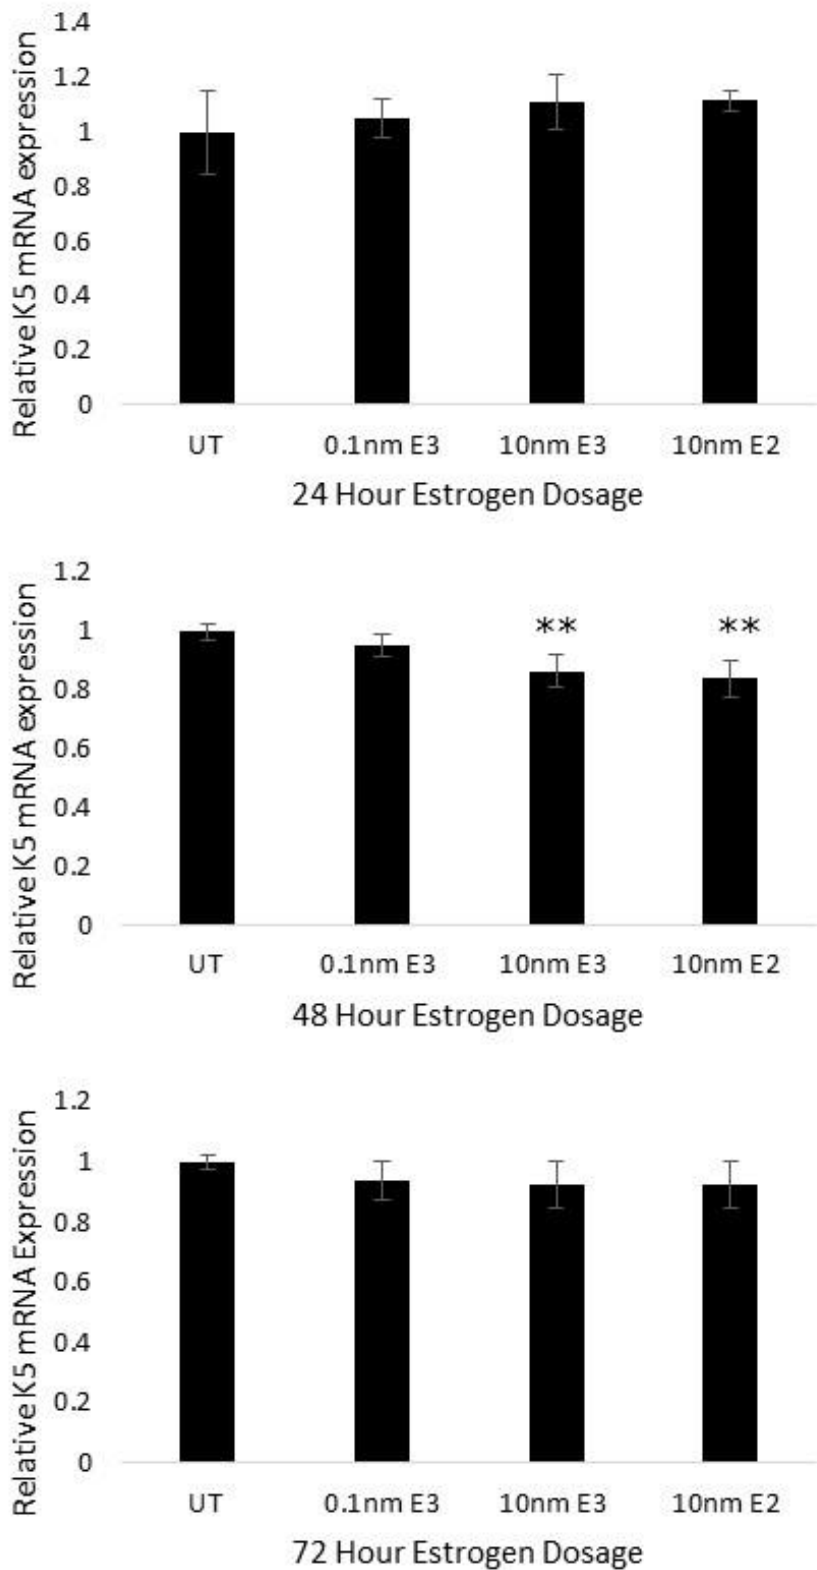 Relative K5 mRNA expression
1.4
1.2
1
0.8
0.6
0.4
0.2
0
UT 0.1nm E3 10nm E3 10nm E2
24 Hour Estrogen Dosage
Relative K5 mRNA expression
1.2
1
0.8
0.6
0.4
0.2
0
** **
UT 0.1nm E3 10nm E3 10nm E2
48 Hour Estrogen Dosage
Relative K5 mRNA Expression
1.2
1
0.8
0.6
0.4
0.2
0
UT 0.1nm E3 10nm E3 10nm E2
72 Hour Estrogen Dosage